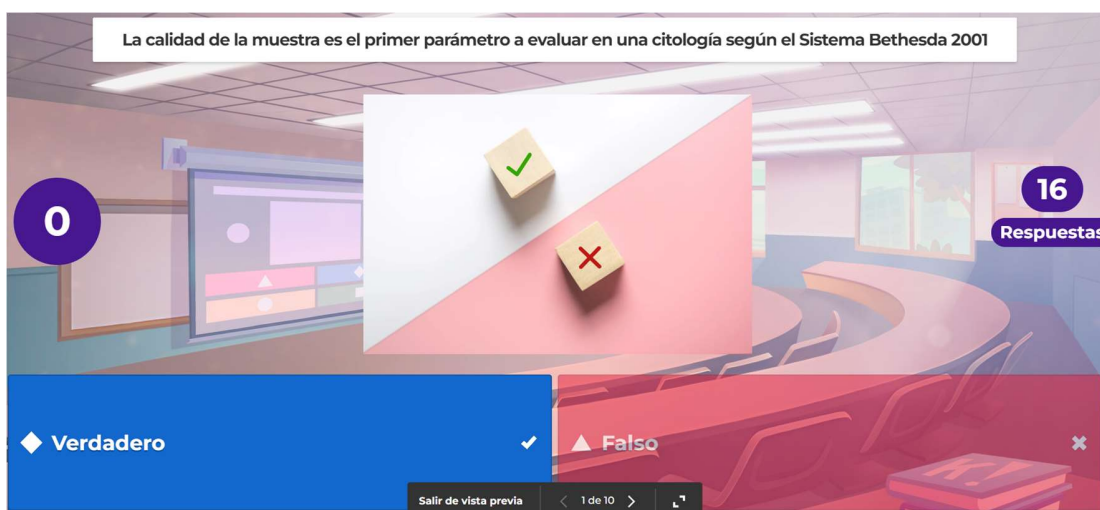 La calidad de la muestra es el primer parámetro a evaluar en una citología según el Sistema Bethesda 2001
0
16
Respuestas
Verdadero
Falso
K!
Salir de vista previa
1 de 10